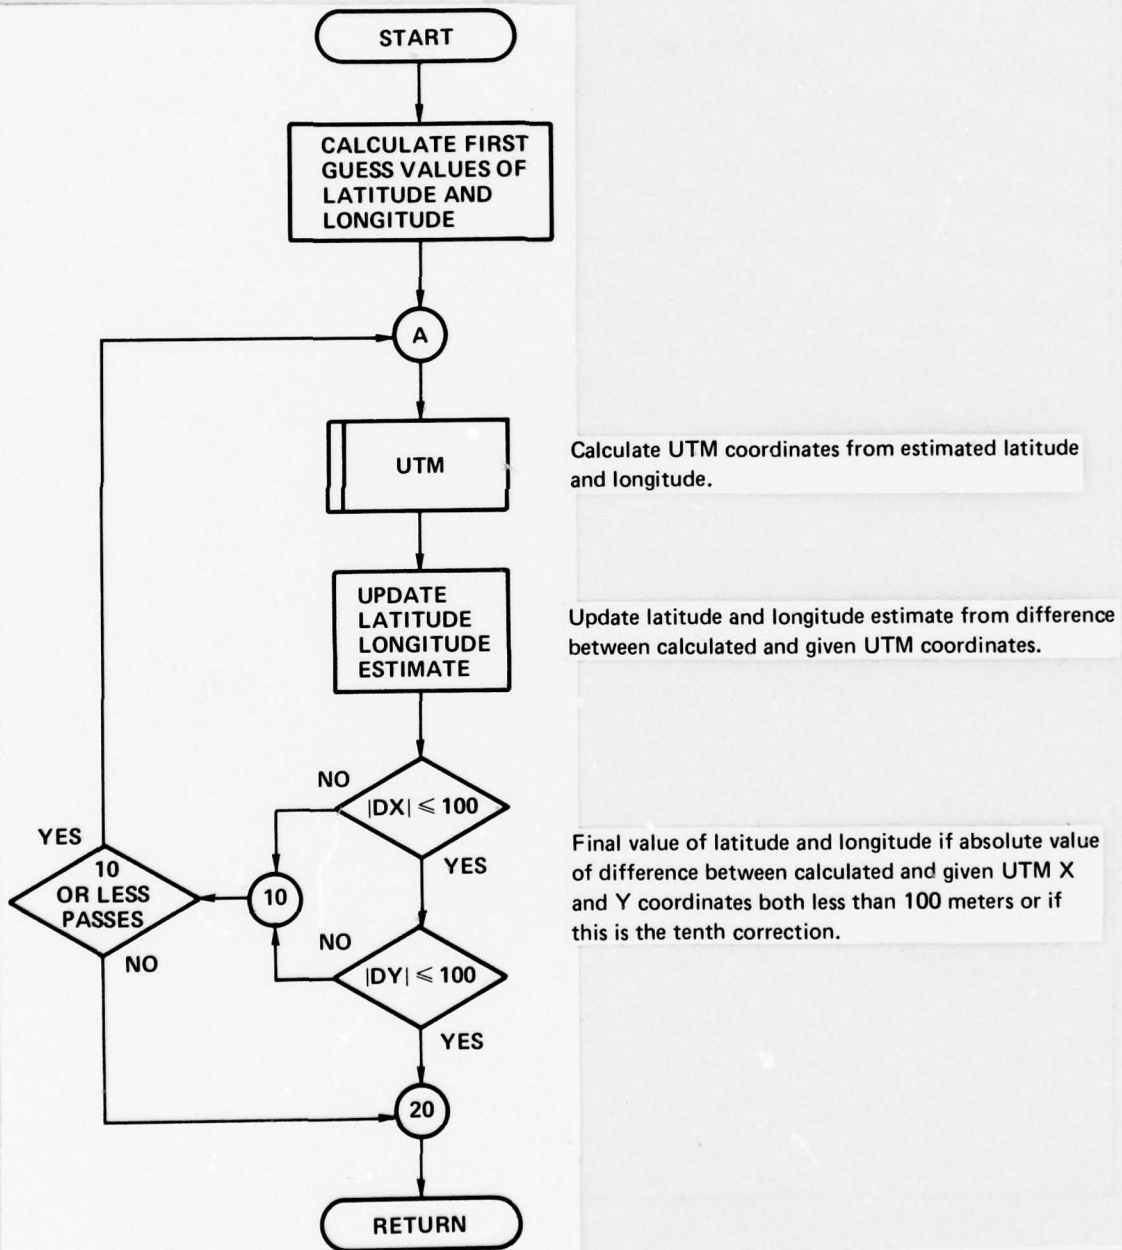 START
CALCULATE FIRST
GUESS VALUES OF
LATITUDE AND
LONGITUDE
A
UTM
Calculate UTM coordinates from estimated latitude
and longitude.
UPDATE
LATITUDE
LONGITUDE
ESTIMATE
Update latitude and longitude estimate from difference
between calculated and given UTM coordinates.
NO
|DX| ⩽ 100
YES
YES
10
OR LESS
PASSES
NO
10
NO
|DY| ⩽ 100
YES
Final value of latitude and longitude if absolute value
of difference between calculated and given UTM X
and Y coordinates both less than 100 meters or if
this is the tenth correction.
20
RETURN